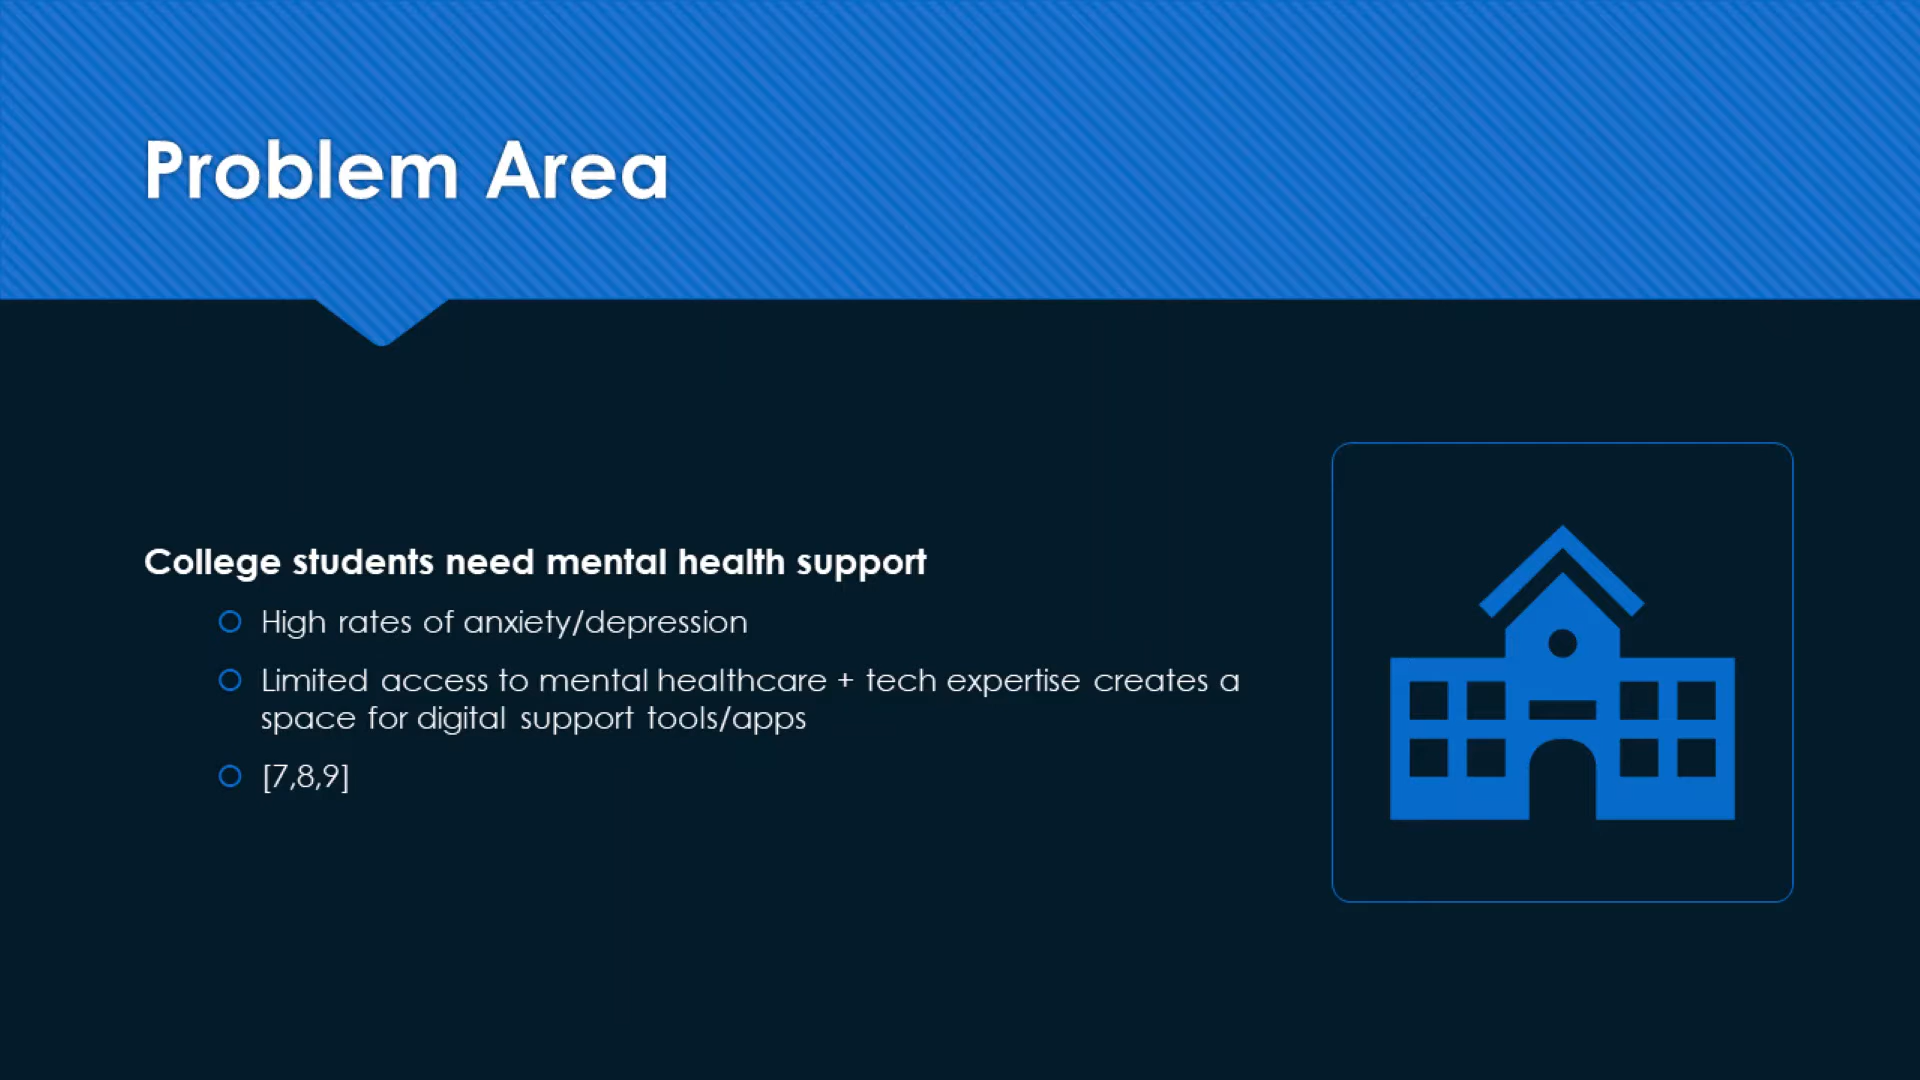 Problem Area
College students need mental health support
High rates of anxiety/depression
Limited access to mental healthcare + tech expertise creates a
space for digital support tools/apps
[7,8,9]